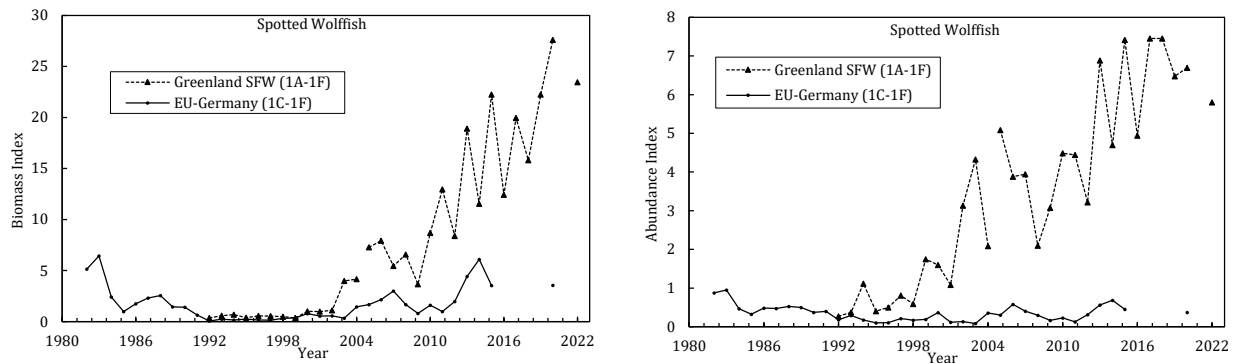 Spotted Wolffish
Biomass Index
30
25
20
15
10
5
0
Greenland SFW (1A-1F)
EU-Germany (1C-1F)
1980 1986 1992 1998 2004 2010 2016 2022
Year
Spotted Wolffish
Abundance Index
8
7
6
5
4
3
2
1
0
Greenland SFW (1A-1F)
EU-Germany (1C-1F)
1980 1986 1992 1998 2004 2010 2016 2022
Year